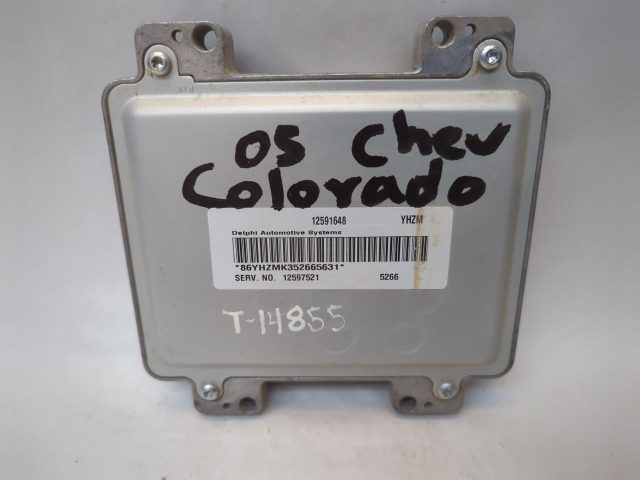 05 Chev
Colorado
12591648 YHZM
Delphi Automotive Systems
*86YHZMK352665631*
SERV. NO. 12597521 5266
T-14855